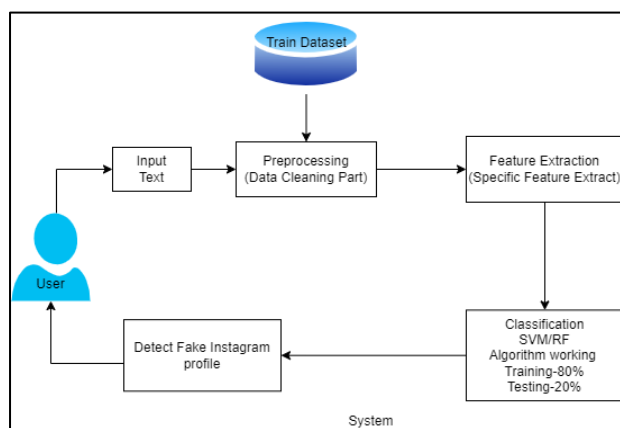 Train Dataset
Input
Text
Preprocessing
(Data Cleaning Part)
Feature Extraction
(Specific Feature Extract)
User
Detect Fake Instagram
profile
Classification
SVM/RF
Algorithm working
Training-80%
Testing-20%
System